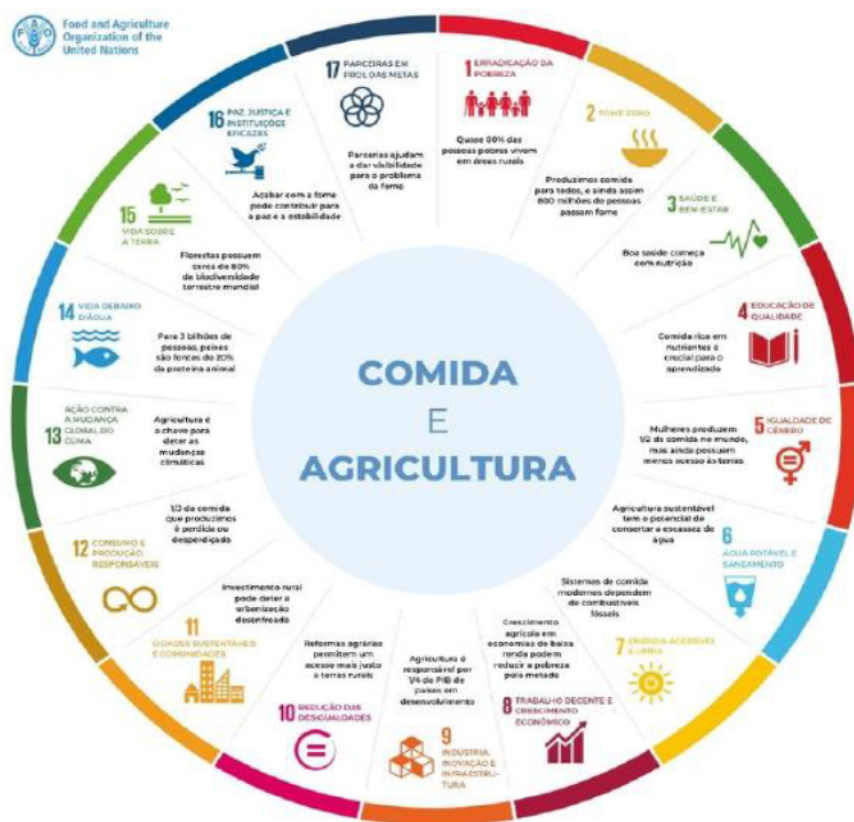 Food and Agriculture
Organization of the
United Nations
COMIDA
E
AGRICULTURA
1 ERRADICAÇÃO DA
POBREZA
Quase 80% das
pessoas pobres vivem
em áreas rurais
2 FOME ZERO
Produzimos comida
para todos, e ainda assim
800 milhões de pessoas
passam fome
3 SAÚDE E
BEM-ESTAR
Boa saúde começa
com nutrição
4 EDUCAÇÃO DE
QUALIDADE
Comida rica em
nutrientes é
crucial para o
aprendizado
5 IGUALDADE DE
GÊNERO
Mulheres produzem
1/2 da comida no mundo,
mas ainda possuem
menos acesso às terras
6
ÁGUA POTÁVEL E
SANEAMENTO
Agricultura sustentável
tem o potencial de
consertar a escassez de
água
7 ENERGIA ACESSÍVEL
E LIMPA
Sistemas de comida
modernos dependem
de combustíveis
fósseis
8 TRABALHO DECENTE E
CRESCIMENTO
ECONÔMICO
Crescimento
agrícola em
economias de baixa
renda podem
reduzir a pobreza
pela metade
9
INDÚSTRIA,
INOVAÇÃO E
INFRAESTRU-
TURA
Agricultura é
responsável por
1/4 do PIB de
países em
desenvolvimento
10 REDUÇÃO DAS
DESIGUALDADES
Reformas agrárias
permitem um
acesso mais justo
a terras rurais
11
CIDADES SUSTENTÁVEIS
E COMUNIDADES
Investimento rural
pode deter a
urbanização
desenfreada
12 CONSUMO E
PRODUÇÃO
RESPONSÁVEIS
1/3 da comida
que produzimos
é perdida ou
desperdiçada
13 AÇÃO CONTRA
A MUDANÇA
GLOBAL DO
CLIMA
Agricultura é
a chave para
deter as
mudanças
climáticas
14 VIDA DEBAIXO
D'ÁGUA
Para 3 bilhões de
pessoas, peixes
são fontes de 20%
da proteína animal
15
VIDA SOBRE
A TERRA
Florestas possuem
cerca de 80%
da biodiversidade
terrestre mundial
16 PAZ, JUSTIÇA E
INSTITUIÇÕES
EFICAZES
Acabar com a fome
pode contribuir para
a paz e a estabilidade
17 PARCEIRAS EM
PROL DAS METAS
Parcerias ajudam
a dar visibilidade
para o problema
da fome